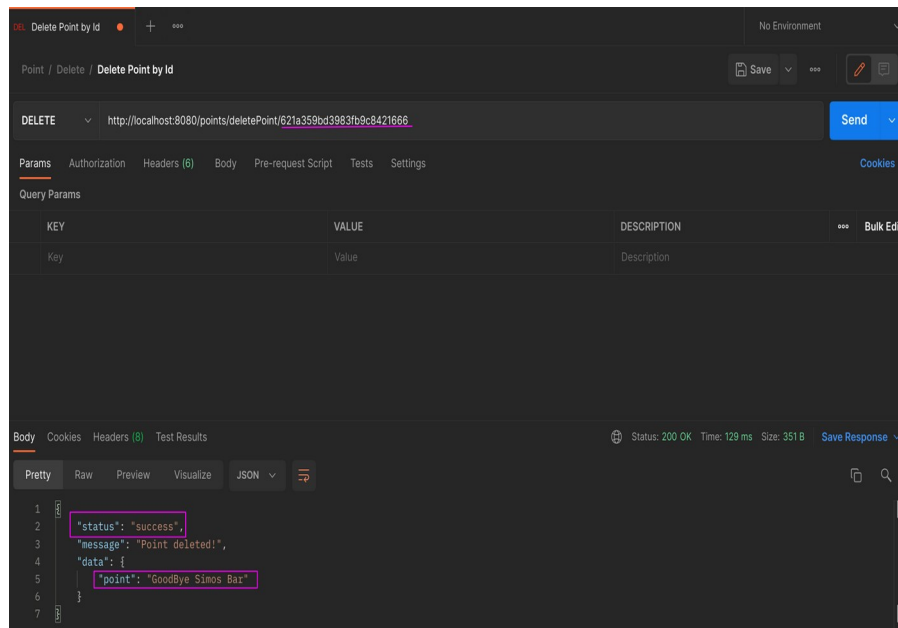 DEL Delete Point by Id
No Environment
Point / Delete / Delete Point by Id
Save
DELETE http://localhost:8080/points/deletePoint/621a359bd3983fb9c8421666 Send
Params Authorization Headers (6) Body Pre-request Script Tests Settings Cookies
Query Params
KEY VALUE DESCRIPTION Bulk Edi
Key Value Description
Body Cookies Headers (8) Test Results Status: 200 OK Time: 129 ms Size: 351 B Save Response
Pretty Raw Preview Visualize JSON
1 {
2 "status": "success",
3 "message": "Point deleted!",
4 "data": {
5 "point": "GoodBye Simos Bar"
6 }
7 }